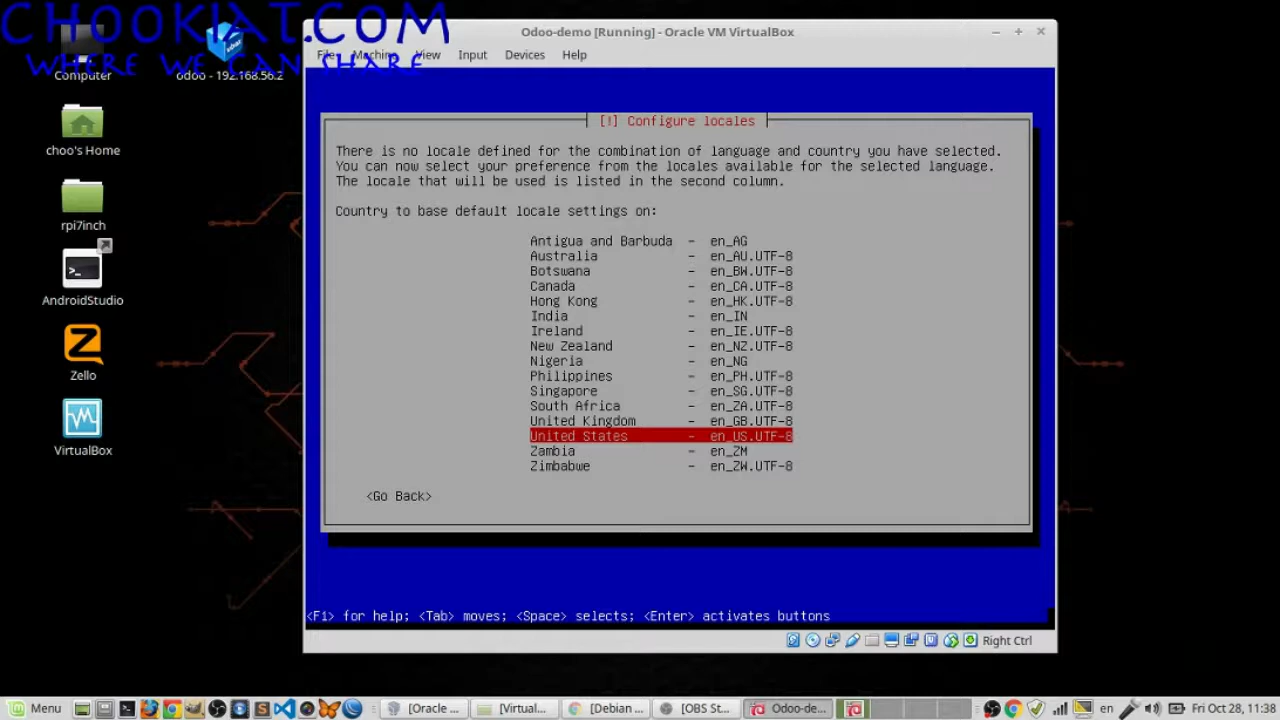 CHOOKIAT.COM
WHERE WE CAN SHARE
Computer
odoo - 192.168.56.2
choo's Home
rpi7inch
AndroidStudio
Zello
VirtualBox
Odoo-demo [Running] - Oracle VM VirtualBox
File Machine View Input Devices Help
[!] Configure locales
There is no locale defined for the combination of language and country you have selected.
You can now select your preference from the locales available for the selected language.
The locale that will be used is listed in the second column.
Country to base default locale settings on:
Antigua and Barbuda - en_AG
Australia - en_AU.UTF-8
Botswana - en_BW.UTF-8
Canada - en_CA.UTF-8
Hong Kong - en_HK.UTF-8
India - en_IN
Ireland - en_IE.UTF-8
New Zealand - en_NZ.UTF-8
Nigeria - en_NG
Philippines - en_PH.UTF-8
Singapore - en_SG.UTF-8
South Africa - en_ZA.UTF-8
United Kingdom - en_GB.UTF-8
United States - en_US.UTF-8
Zambia - en_ZM
Zimbabwe - en_ZW.UTF-8
<Go Back>
<F1> for help; <Tab> moves; <Space> selects; <Enter> activates buttons
Right Ctrl
Menu [Oracle ... [Virtual... [Debian ... [OBS St... Odoo-de... en Fri Oct 28, 11:38